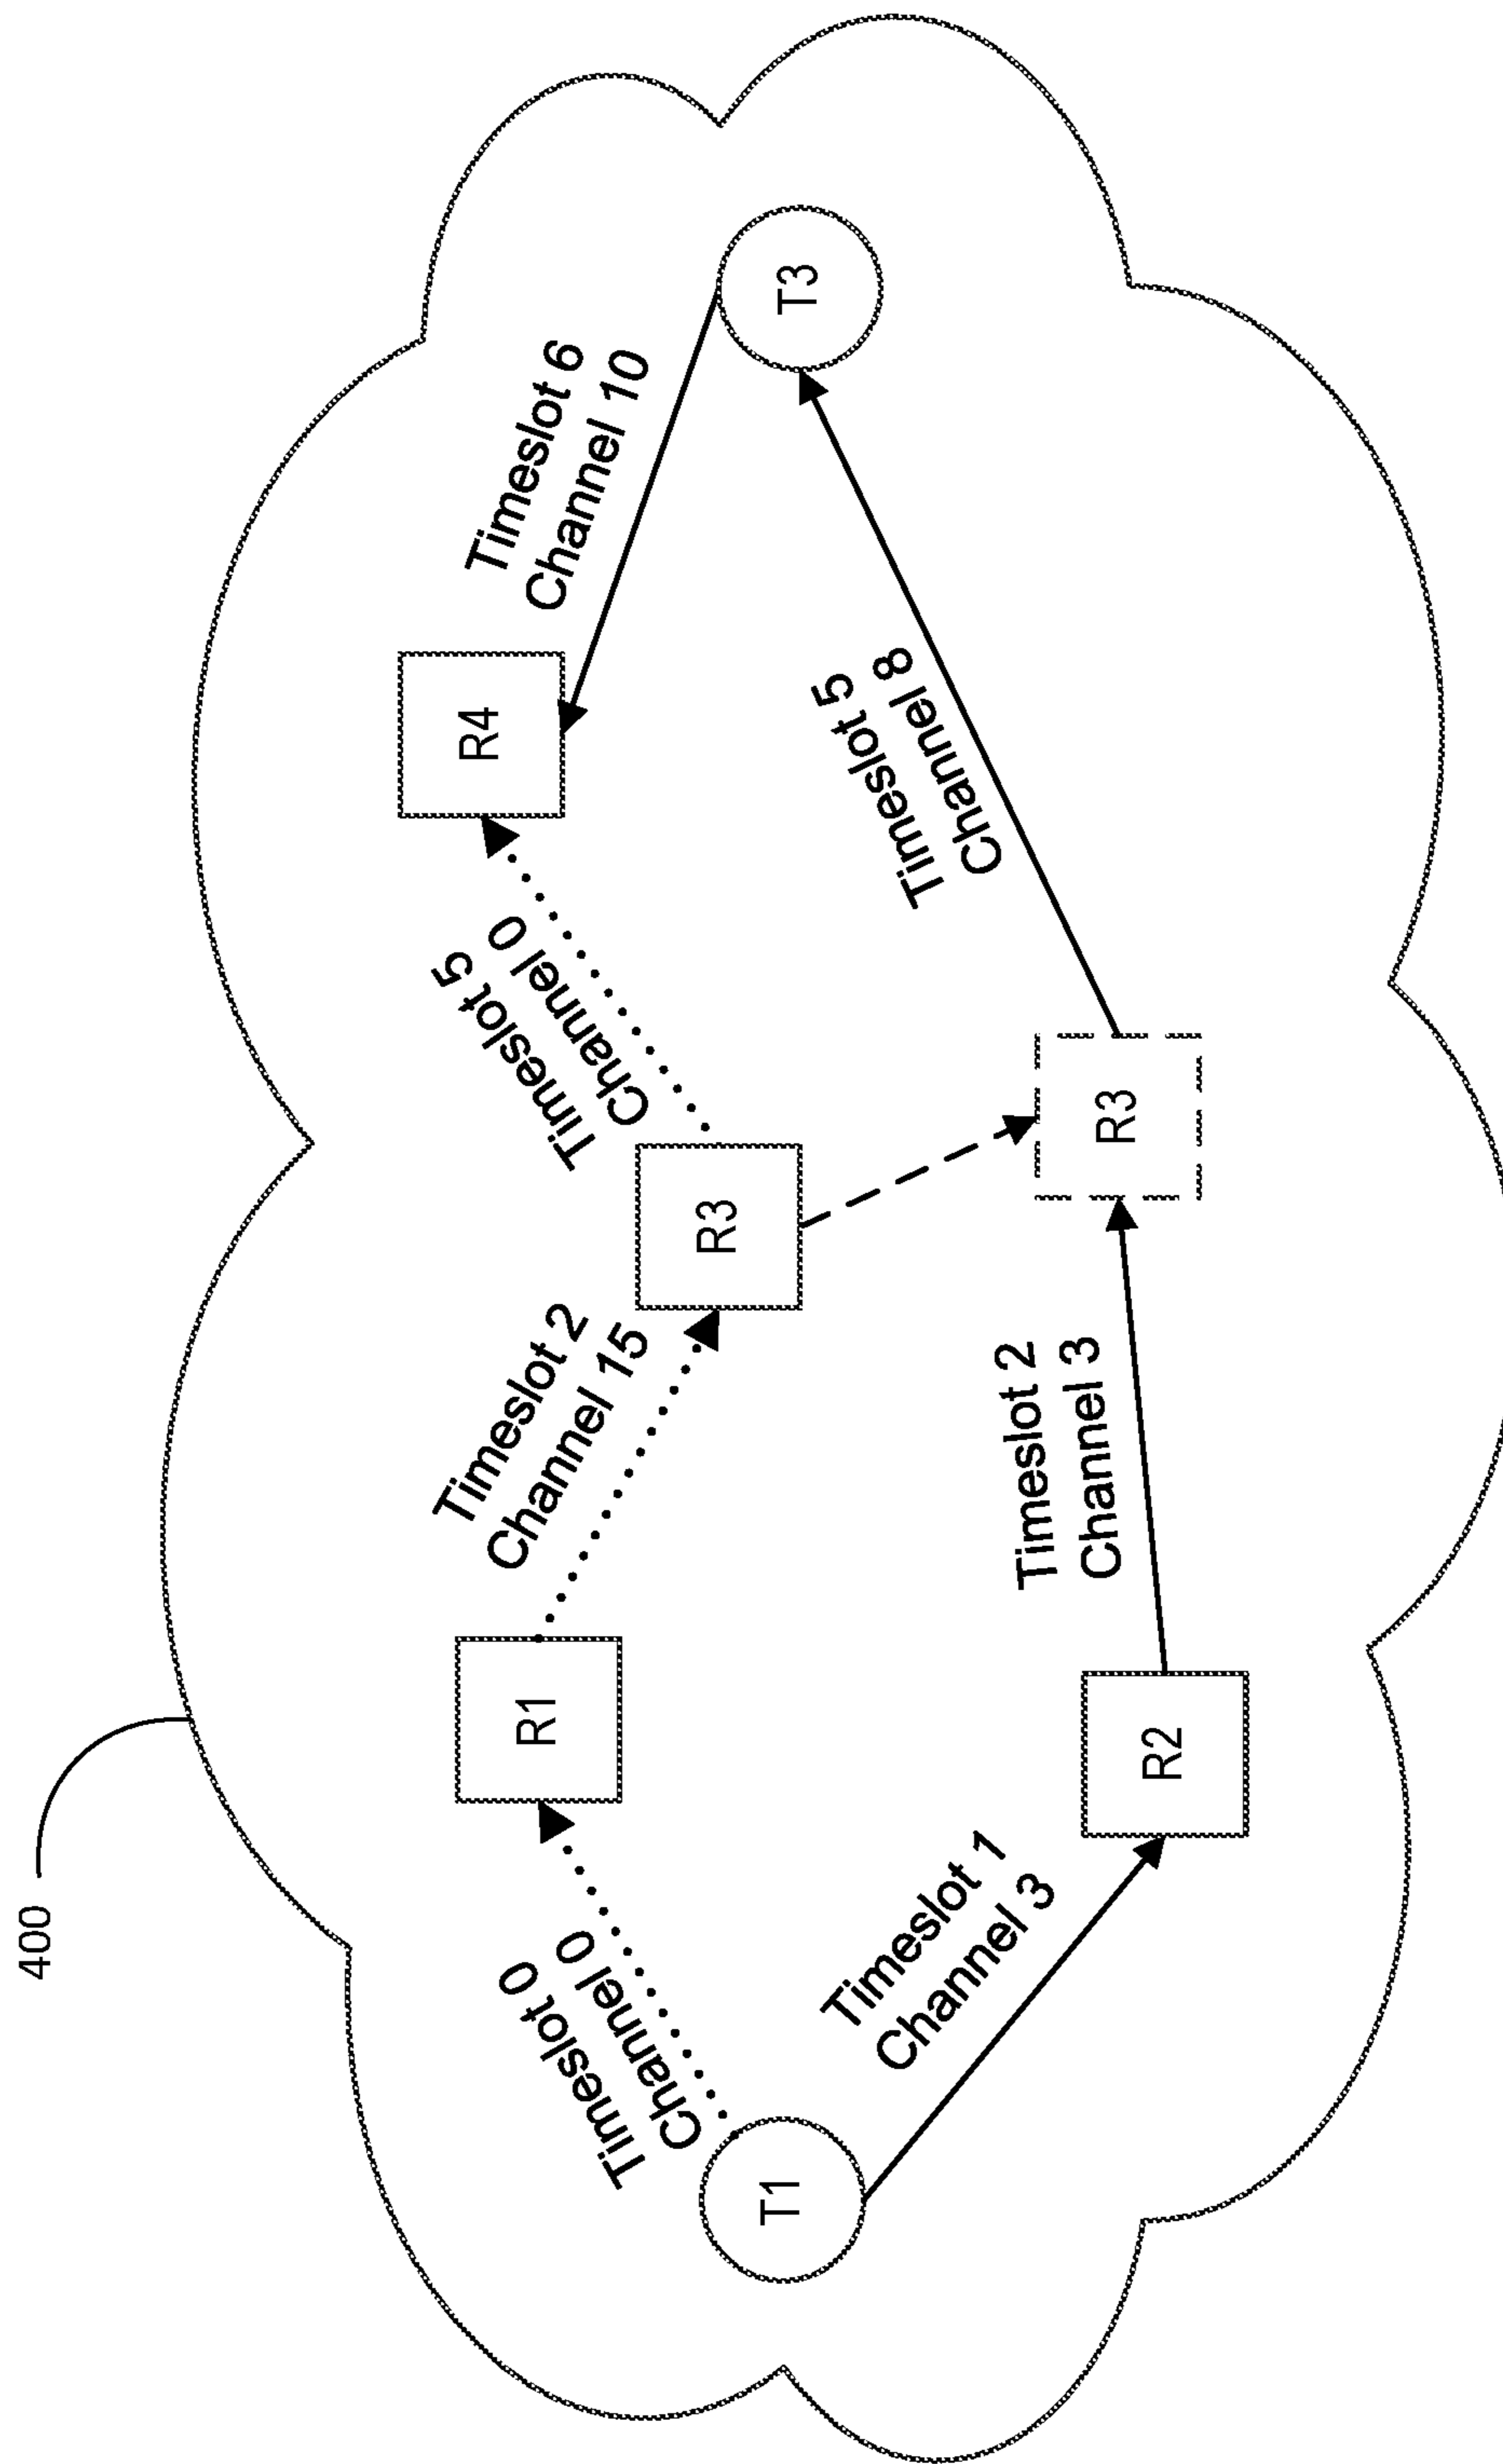 400
T1
Timeslot 0
Channel 0
R1
Timeslot 2
Channel 15
R3
Timeslot 5
Channel 0
R4
Timeslot 6
Channel 10
T3
Timeslot 1
Channel 3
R2
Timeslot 2
Channel 3
R3
Timeslot 5
Channel 8